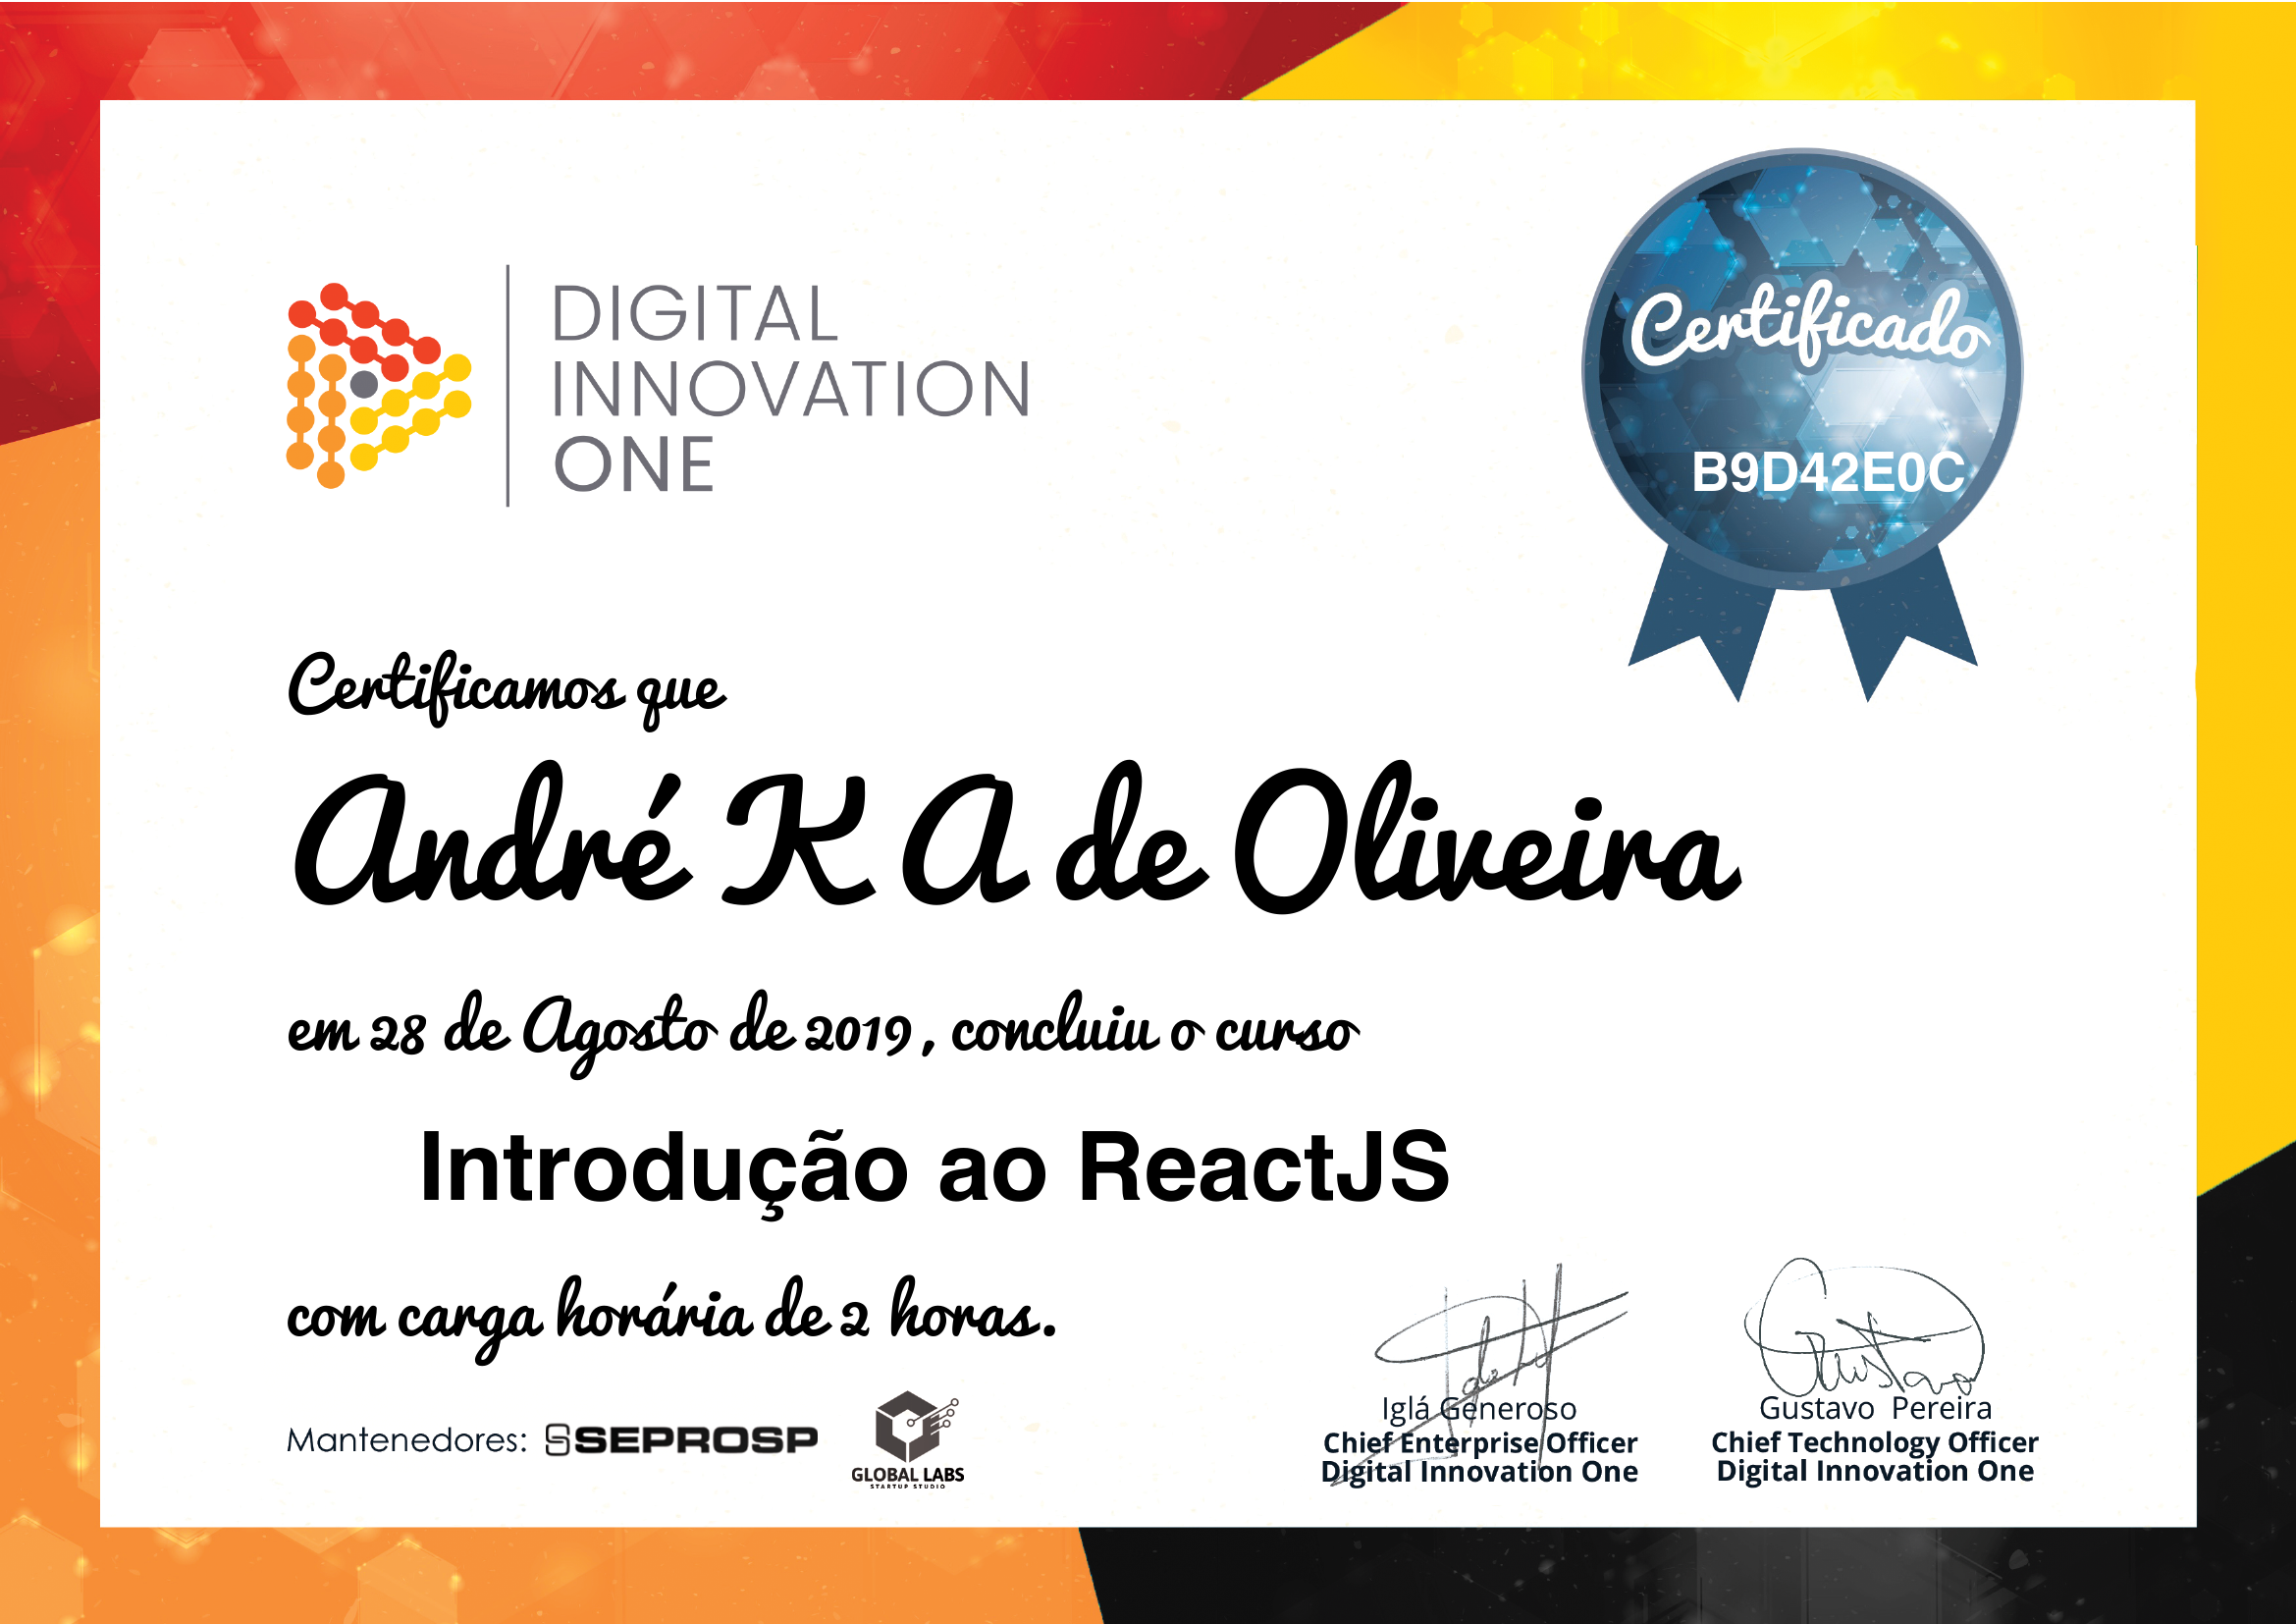 DIGITAL
INNOVATION
ONE
Certificado
B9D42E0C
Certificamos que
André K A de Oliveira
em 28 de Agosto de 2019, concluiu o curso
Introdução ao ReactJS
com carga horária de 2 horas.
Mantenedores: SEPROSP
GLOBAL LABS
STARTUP STUDIO
Iglá Generoso
Chief Enterprise Officer
Digital Innovation One
Gustavo Pereira
Chief Technology Officer
Digital Innovation One